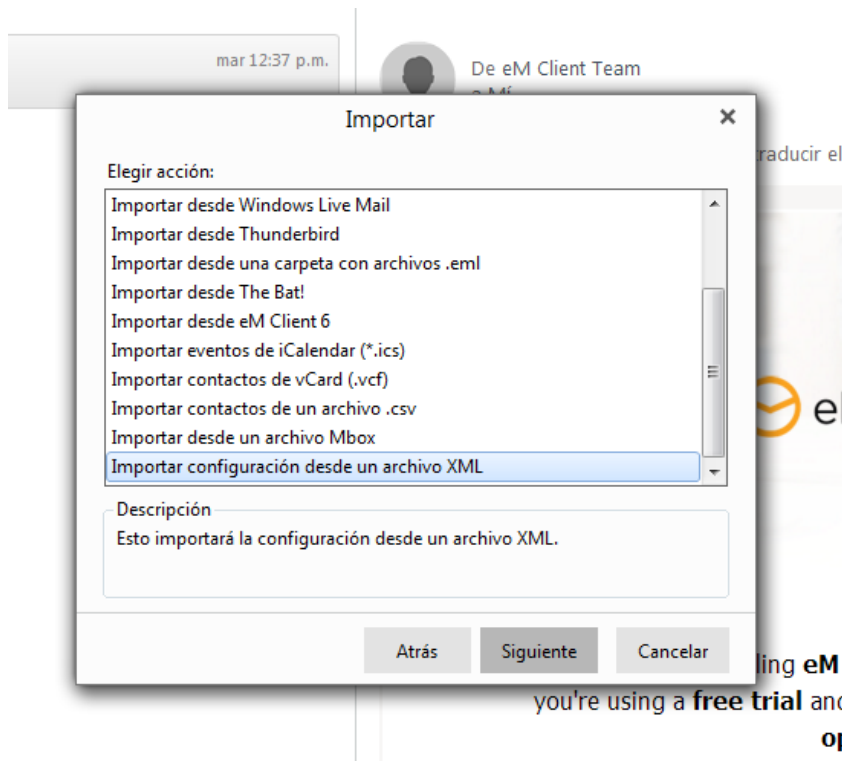 mar 12:37 p.m.
De eM Client Team
a Mí
Importar
traducir el
Elegir acción:
Importar desde Windows Live Mail
Importar desde Thunderbird
Importar desde una carpeta con archivos .eml
Importar desde The Bat!
Importar desde eM Client 6
Importar eventos de iCalendar (*.ics)
Importar contactos de vCard (.vcf)
Importar contactos de un archivo .csv
Importar desde un archivo Mbox
Importar configuración desde un archivo XML
Descripción
Esto importará la configuración desde un archivo XML.
Atrás Siguiente Cancelar
ling eM
you're using a free trial and